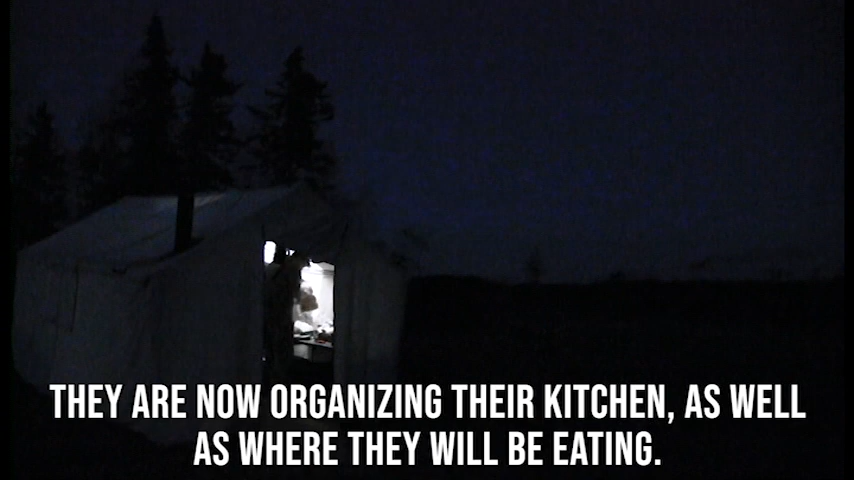 THEY ARE NOW ORGANIZING THEIR KITCHEN, AS WELL
AS WHERE THEY WILL BE EATING.